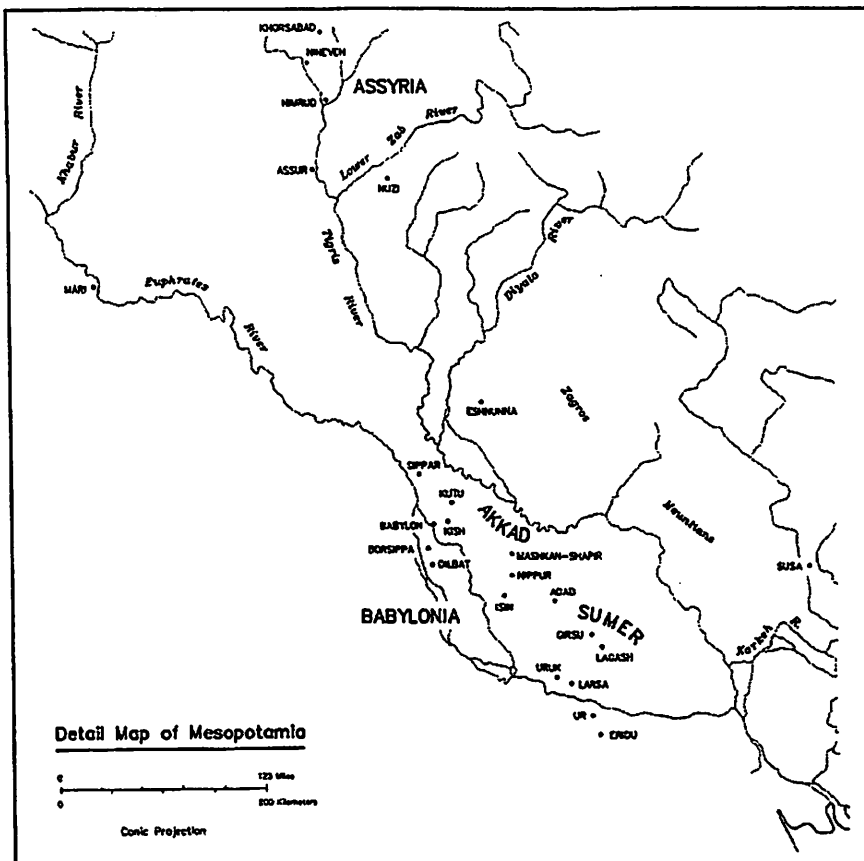 KHORSABAD
NINEVEH
ASSYRIA
NIMRUD
Khabur River
Lower Zab River
ASSUR
NUZI
Tigris River
Diyala River
MARI
Euphrates River
Zagros Mountains
ESHNUNNA
SIPPAR
KUTU
AKKAD
BABYLON
KISH
BORSIPPA
DILBAT
MASHKAN-SHAPIR
NIPPUR
SUSA
ISIN
ADAD
BABYLONIA
SUMER
GIRSU
LAGASH
Karkeh R.
URUK
LARSA
UR
ERIDU
Detail Map of Mesopotamia
0 125 Miles
0 200 Kilometers
Conic Projection